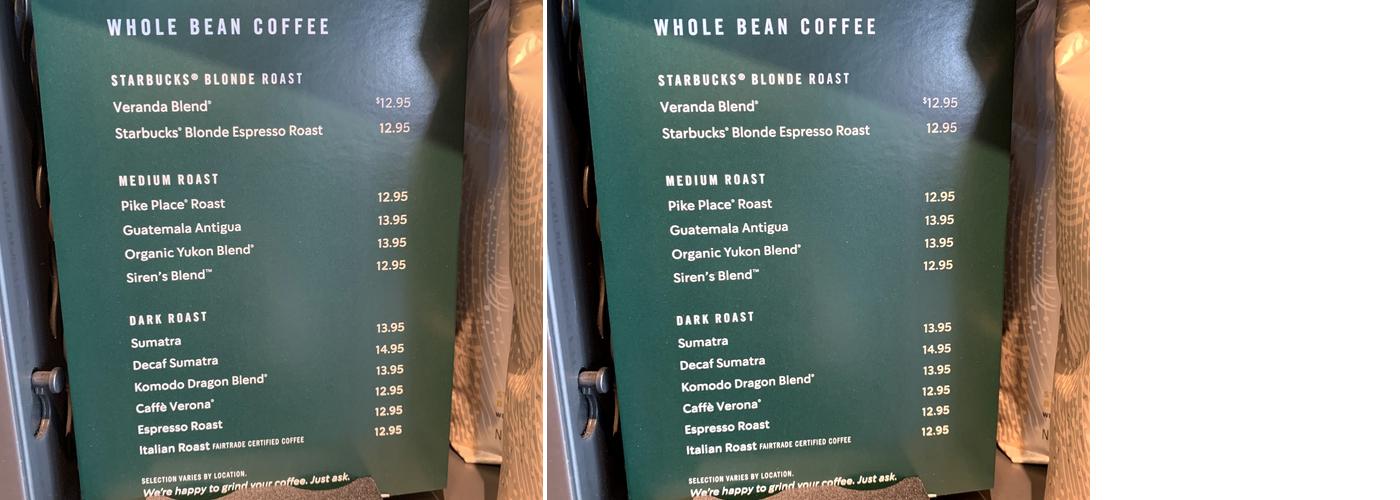 WHOLE BEAN COFFEE
STARBUCKS® BLONDE ROAST
Veranda Blend® $12.95
Starbucks® Blonde Espresso Roast 12.95
MEDIUM ROAST
Pike Place® Roast 12.95
Guatemala Antigua 13.95
Organic Yukon Blend® 13.95
Siren's Blend™ 12.95
DARK ROAST
Sumatra 13.95
Decaf Sumatra 14.95
Komodo Dragon Blend® 13.95
Caffè Verona® 12.95
Espresso Roast 12.95
Italian Roast FAIRTRADE CERTIFIED COFFEE 12.95
SELECTION VARIES BY LOCATION.
We're happy to grind your coffee. Just ask.
WHOLE BEAN COFFEE
STARBUCKS® BLONDE ROAST
Veranda Blend® $12.95
Starbucks® Blonde Espresso Roast 12.95
MEDIUM ROAST
Pike Place® Roast 12.95
Guatemala Antigua 13.95
Organic Yukon Blend® 13.95
Siren's Blend™ 12.95
DARK ROAST
Sumatra 13.95
Decaf Sumatra 14.95
Komodo Dragon Blend® 13.95
Caffè Verona® 12.95
Espresso Roast 12.95
Italian Roast FAIRTRADE CERTIFIED COFFEE 12.95
SELECTION VARIES BY LOCATION.
We're happy to grind your coffee. Just ask.